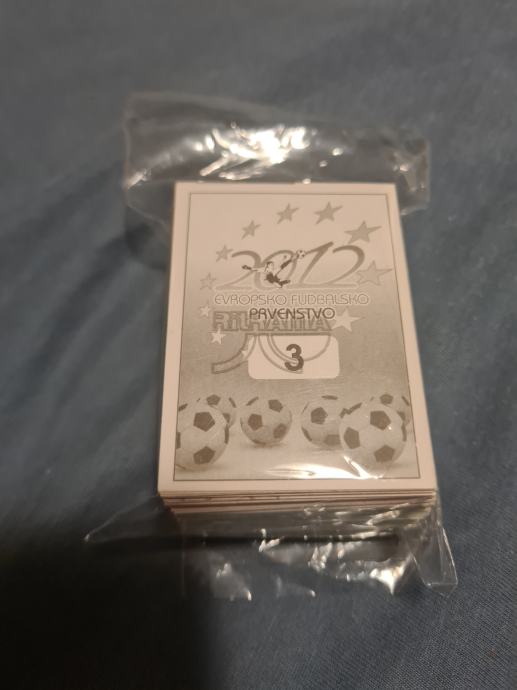 2012
EVROPSKO FUDBALSKO
PRVENSTVO
3